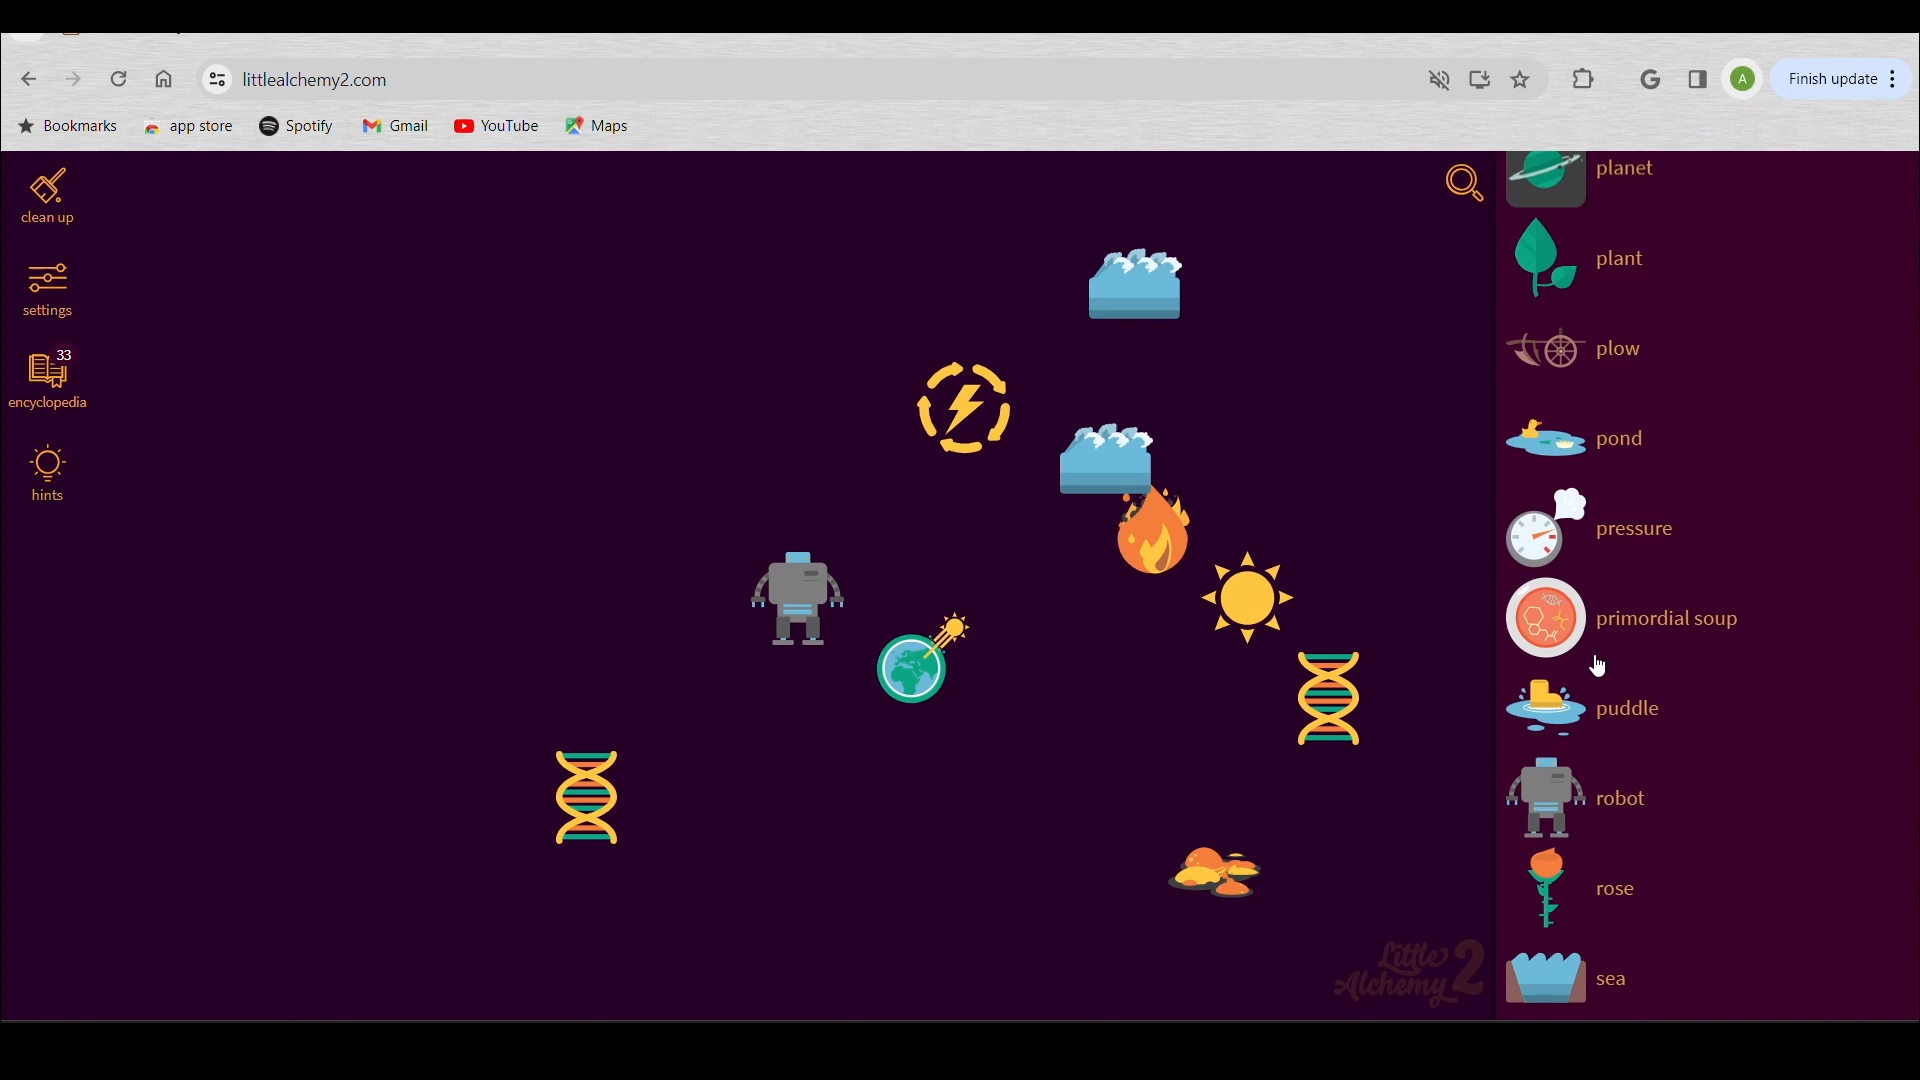 littlealchemy2.com
A
Finish update
Bookmarks
app store
Spotify
Gmail
YouTube
Maps
clean up
settings
33
encyclopedia
hints
planet
plant
plow
pond
pressure
primordial soup
puddle
robot
rose
sea
Little
Alchemy 2